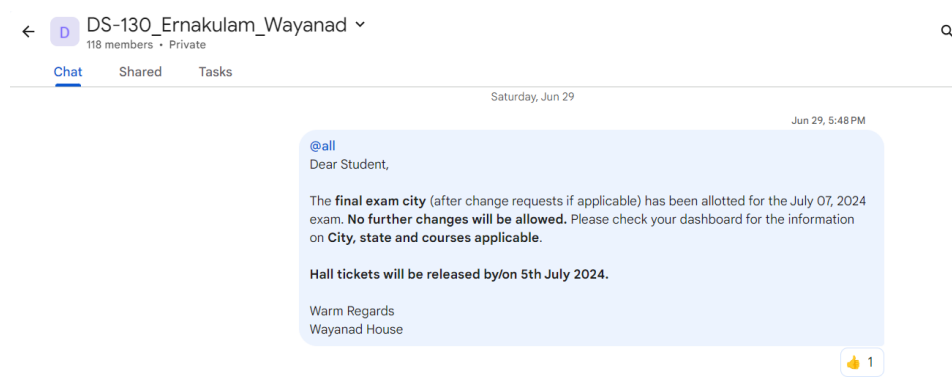 D
DS-130_Ernakulam_Wayanad
118 members • Private
Chat Shared Tasks
Saturday, Jun 29
Jun 29, 5:48 PM
@all
Dear Student,
The final exam city (after change requests if applicable) has been allotted for the July 07, 2024
exam. No further changes will be allowed. Please check your dashboard for the information
on City, state and courses applicable.
Hall tickets will be released by/on 5th July 2024.
Warm Regards
Wayanad House
👍 1